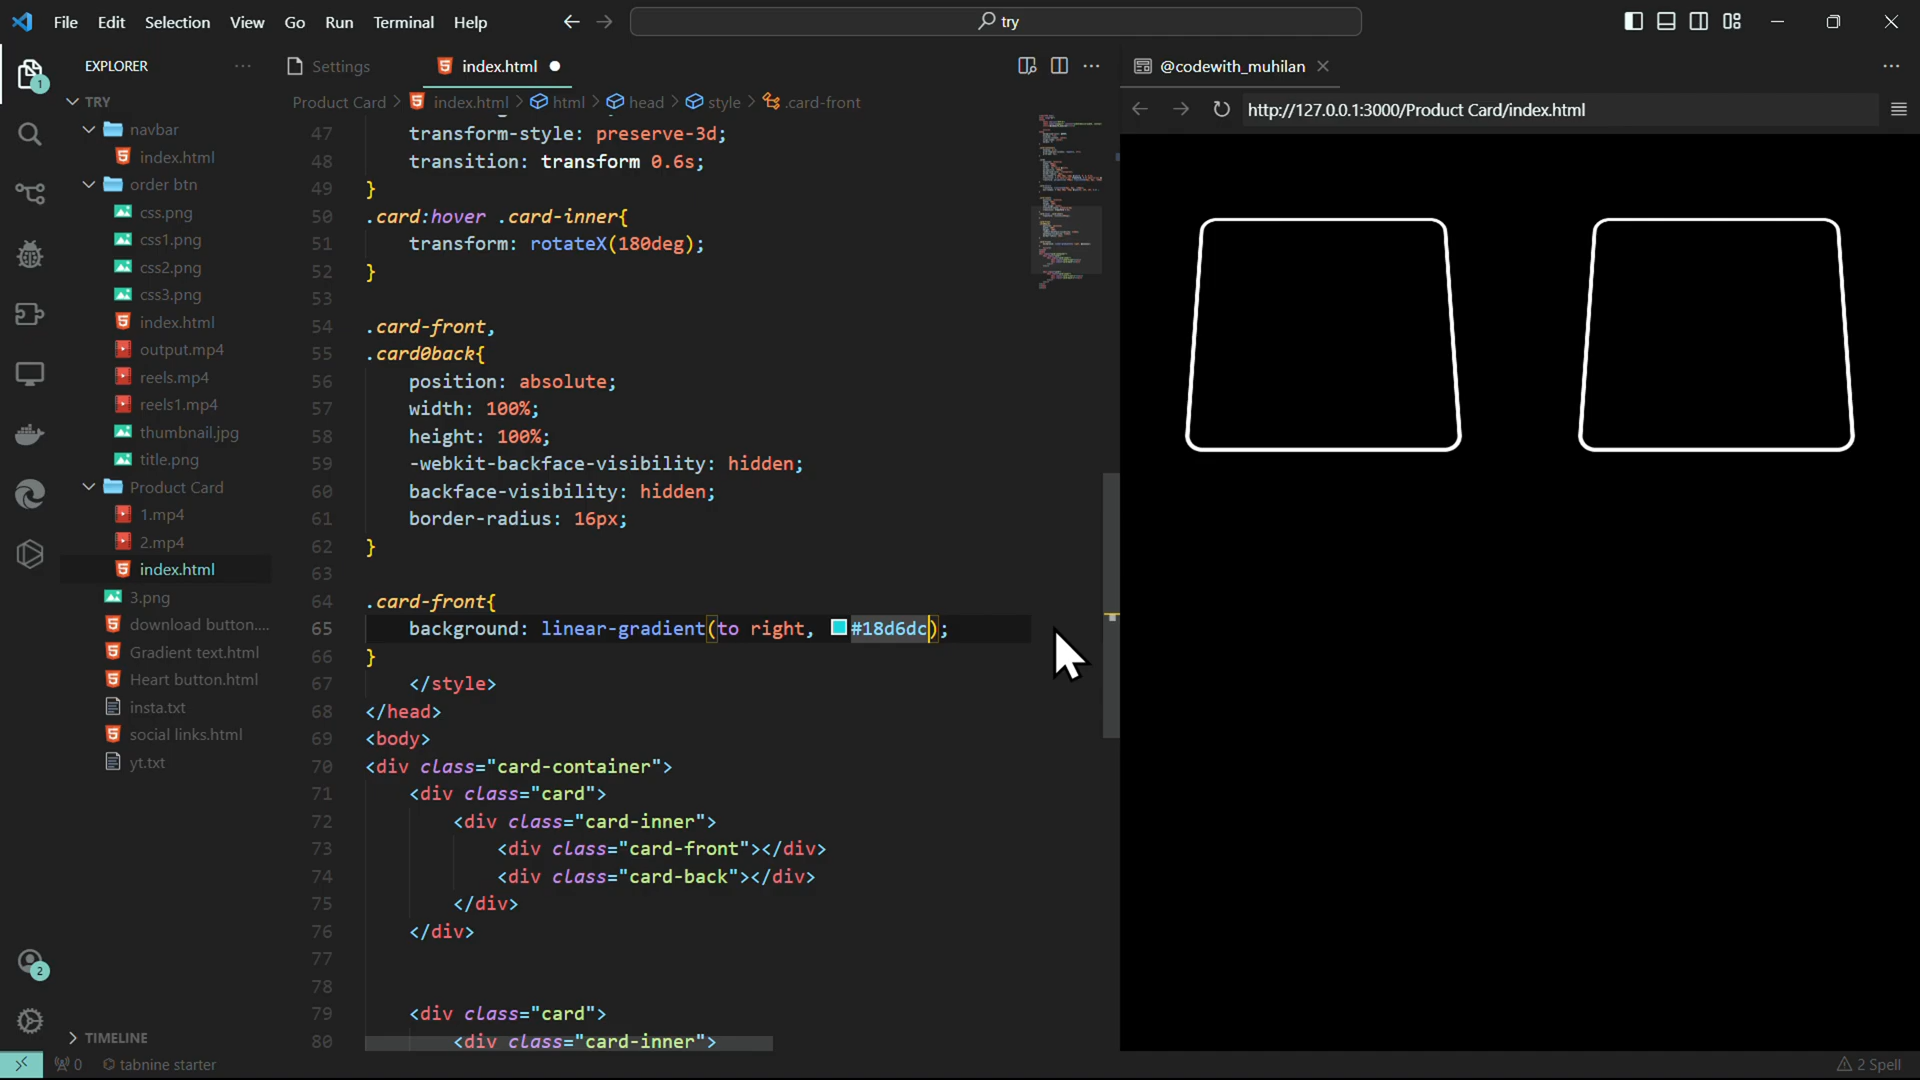 File Edit Selection View Go Run Terminal Help
try
EXPLORER
Settings
index.html
@codewith_muhilan
TRY
Product Card > index.html > html > head > style > .card-front
http://127.0.0.1:3000/Product Card/index.html
navbar
index.html
order btn
css.png
css1.png
css2.png
css3.png
index.html
output.mp4
reels.mp4
reels1.mp4
thumbnail.jpg
title.png
Product Card
1.mp4
2.mp4
index.html
3.png
download button....
Gradient text.html
Heart button.html
insta.txt
social links.html
yt.txt
TIMELINE
47 transform-style: preserve-3d;
48 transition: transform 0.6s;
49 }
50 .card:hover .card-inner{
51 transform: rotateX(180deg);
52 }
53
54 .card-front,
55 .card0back{
56 position: absolute;
57 width: 100%;
58 height: 100%;
59 -webkit-backface-visibility: hidden;
60 backface-visibility: hidden;
61 border-radius: 16px;
62 }
63
64 .card-front{
65 background: linear-gradient(to right, #18d6dc);
66 }
67 </style>
68 </head>
69 <body>
70 <div class="card-container">
71 <div class="card">
72 <div class="card-inner">
73 <div class="card-front"></div>
74 <div class="card-back"></div>
75 </div>
76 </div>
77
78
79 <div class="card">
80 <div class="card-inner">
1
2
0
tabnine starter
2 Spell